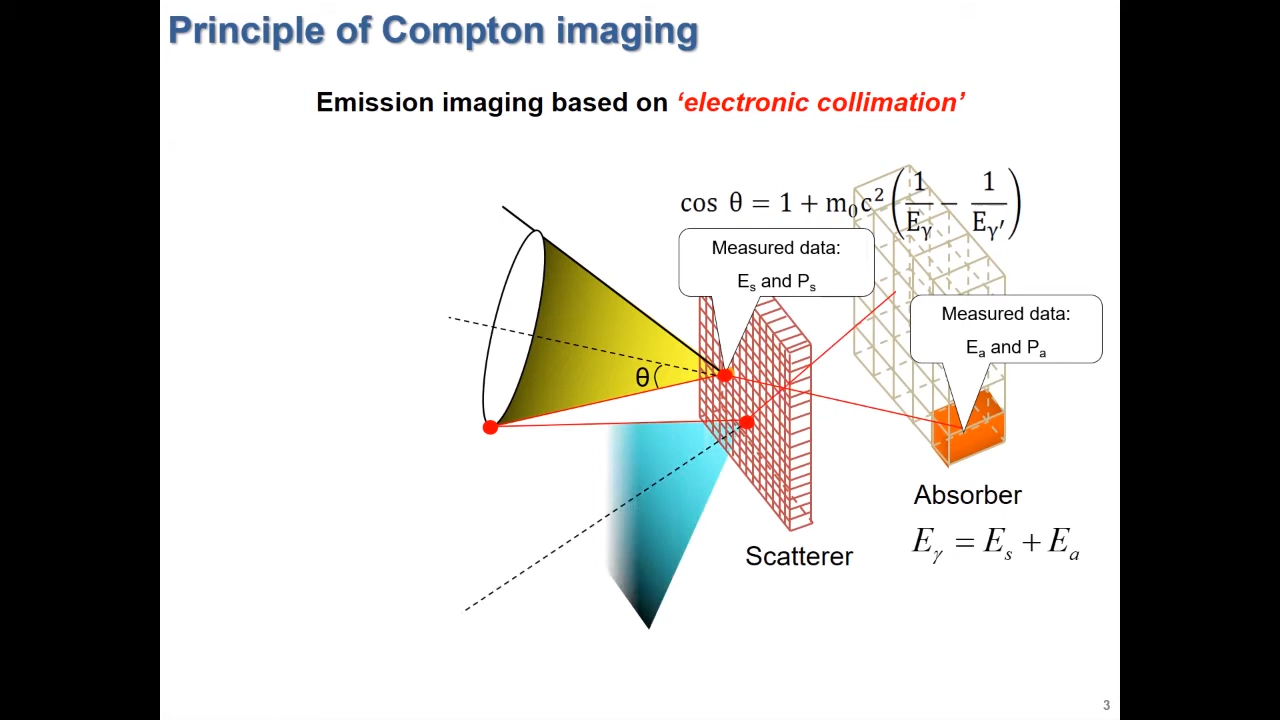 Principle of Compton imaging
Emission imaging based on ‘electronic collimation’
cos θ = 1 + m₀c² (1/Eγ − 1/Eγ′)
Measured data:
Eₛ and Pₛ
Measured data:
Eₐ and Pₐ
θ
Absorber
Eᵧ = Eₛ + Eₐ
Scatterer
3